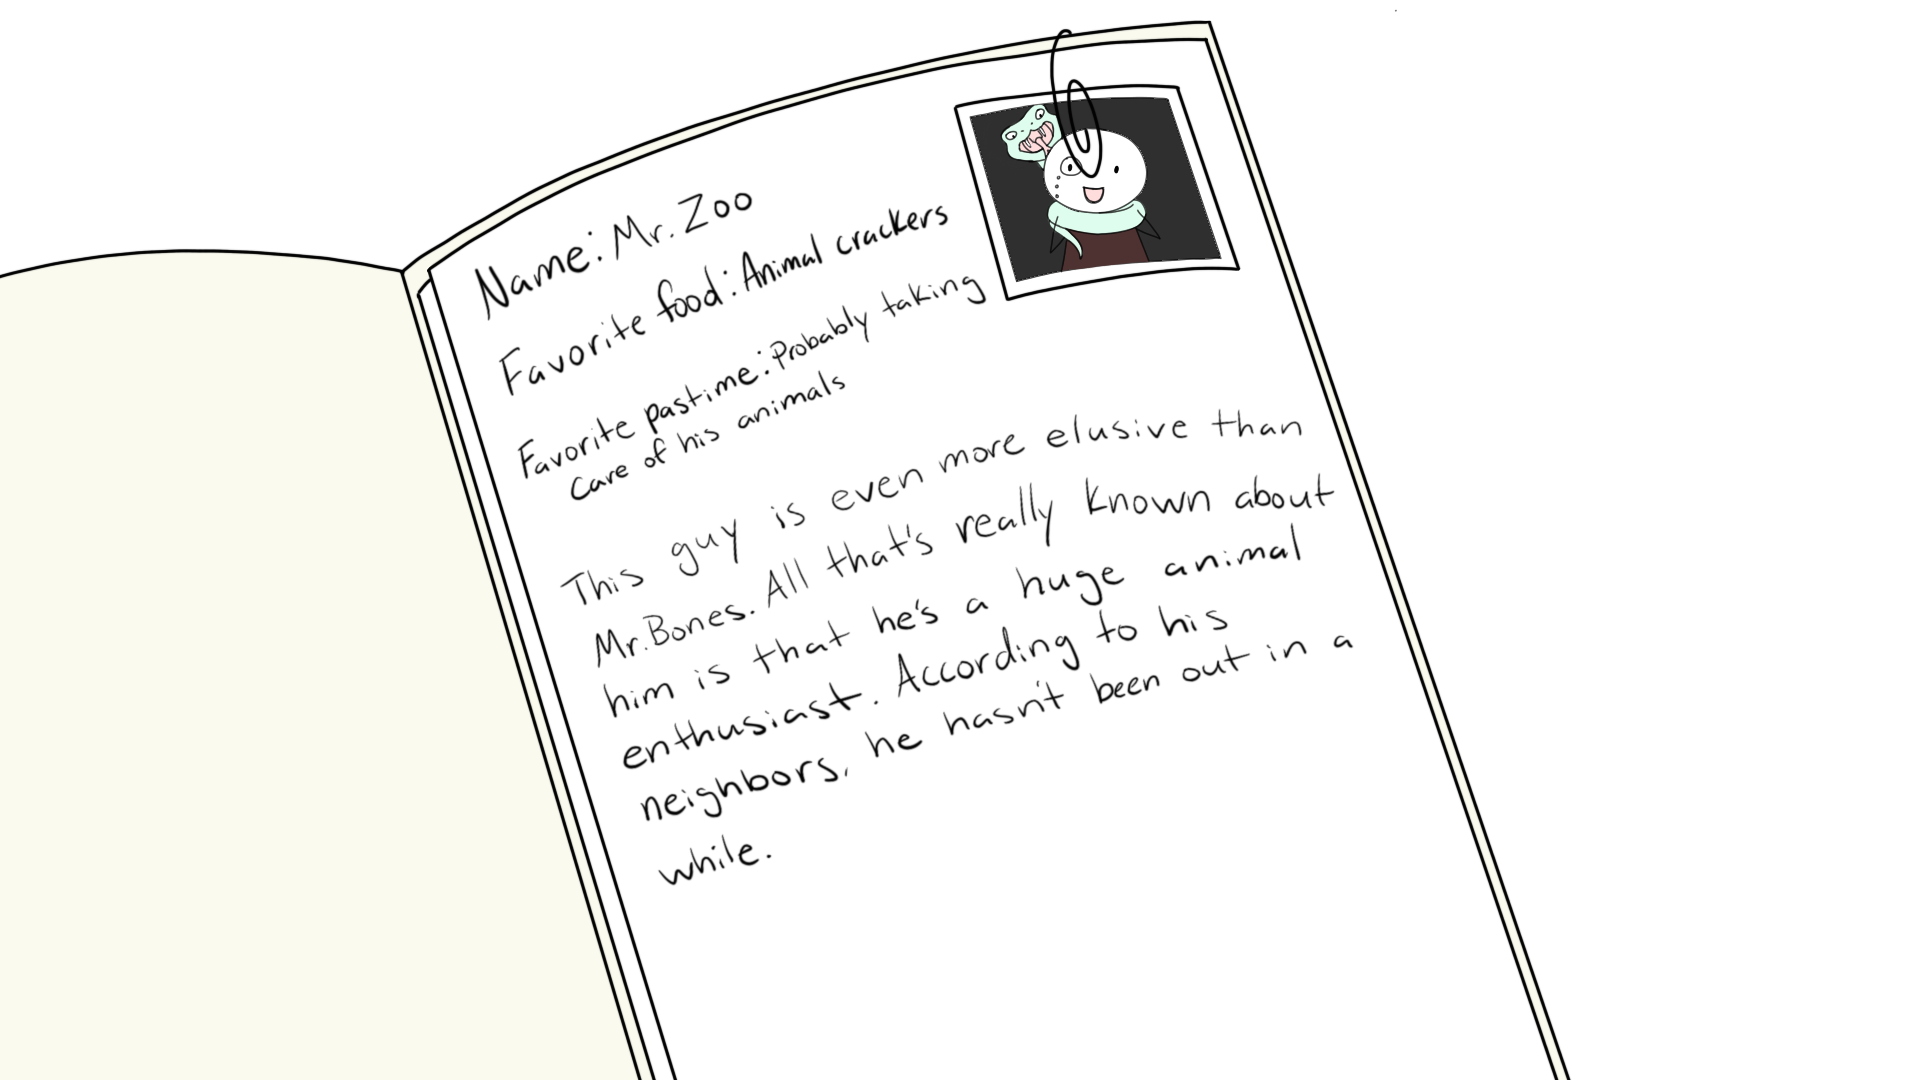 Name: Mr. Zoo
Favorite food: Animal crackers
Favorite pastime: Probably taking
care of his animals
This guy is even more elusive than
Mr. Bones. All that's really known about
him is that he's a huge animal
enthusiast. According to his
neighbors, he hasn't been out in a
while.